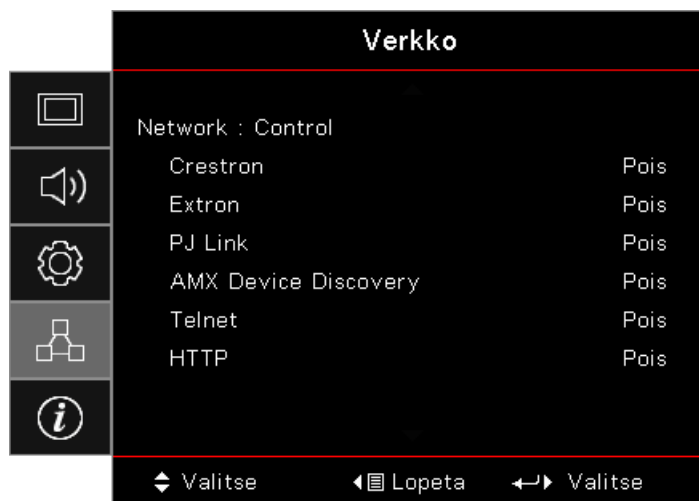 Verkko
Network : Control
Crestron Pois
Extron Pois
PJ Link Pois
AMX Device Discovery Pois
Telnet Pois
HTTP Pois
Valitse Lopeta Valitse